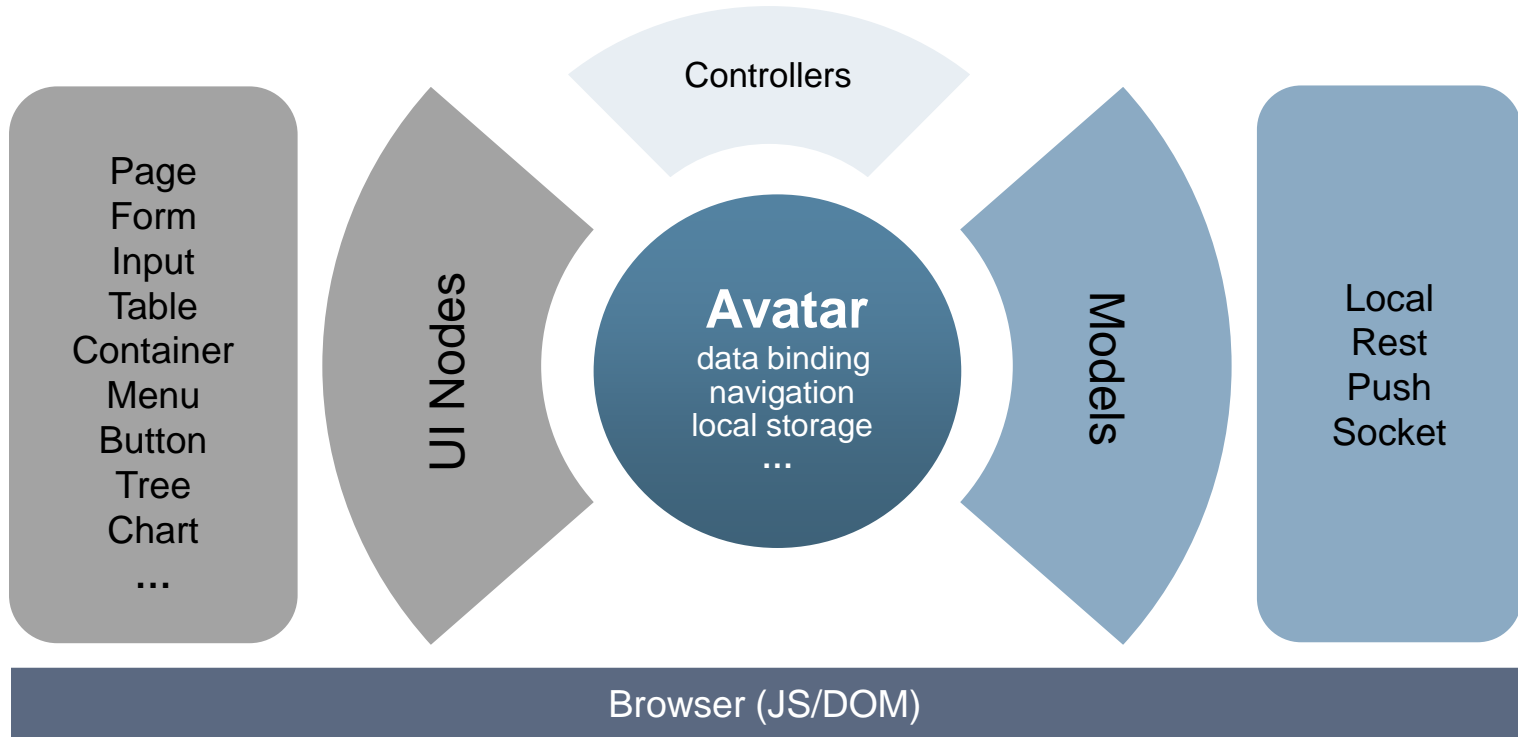 Controllers
Page
Form
Input
Table
Container
Menu
Button
Tree
Chart
...
UI Nodes
Avatar
data binding
navigation
local storage
...
Models
Local
Rest
Push
Socket
Browser (JS/DOM)